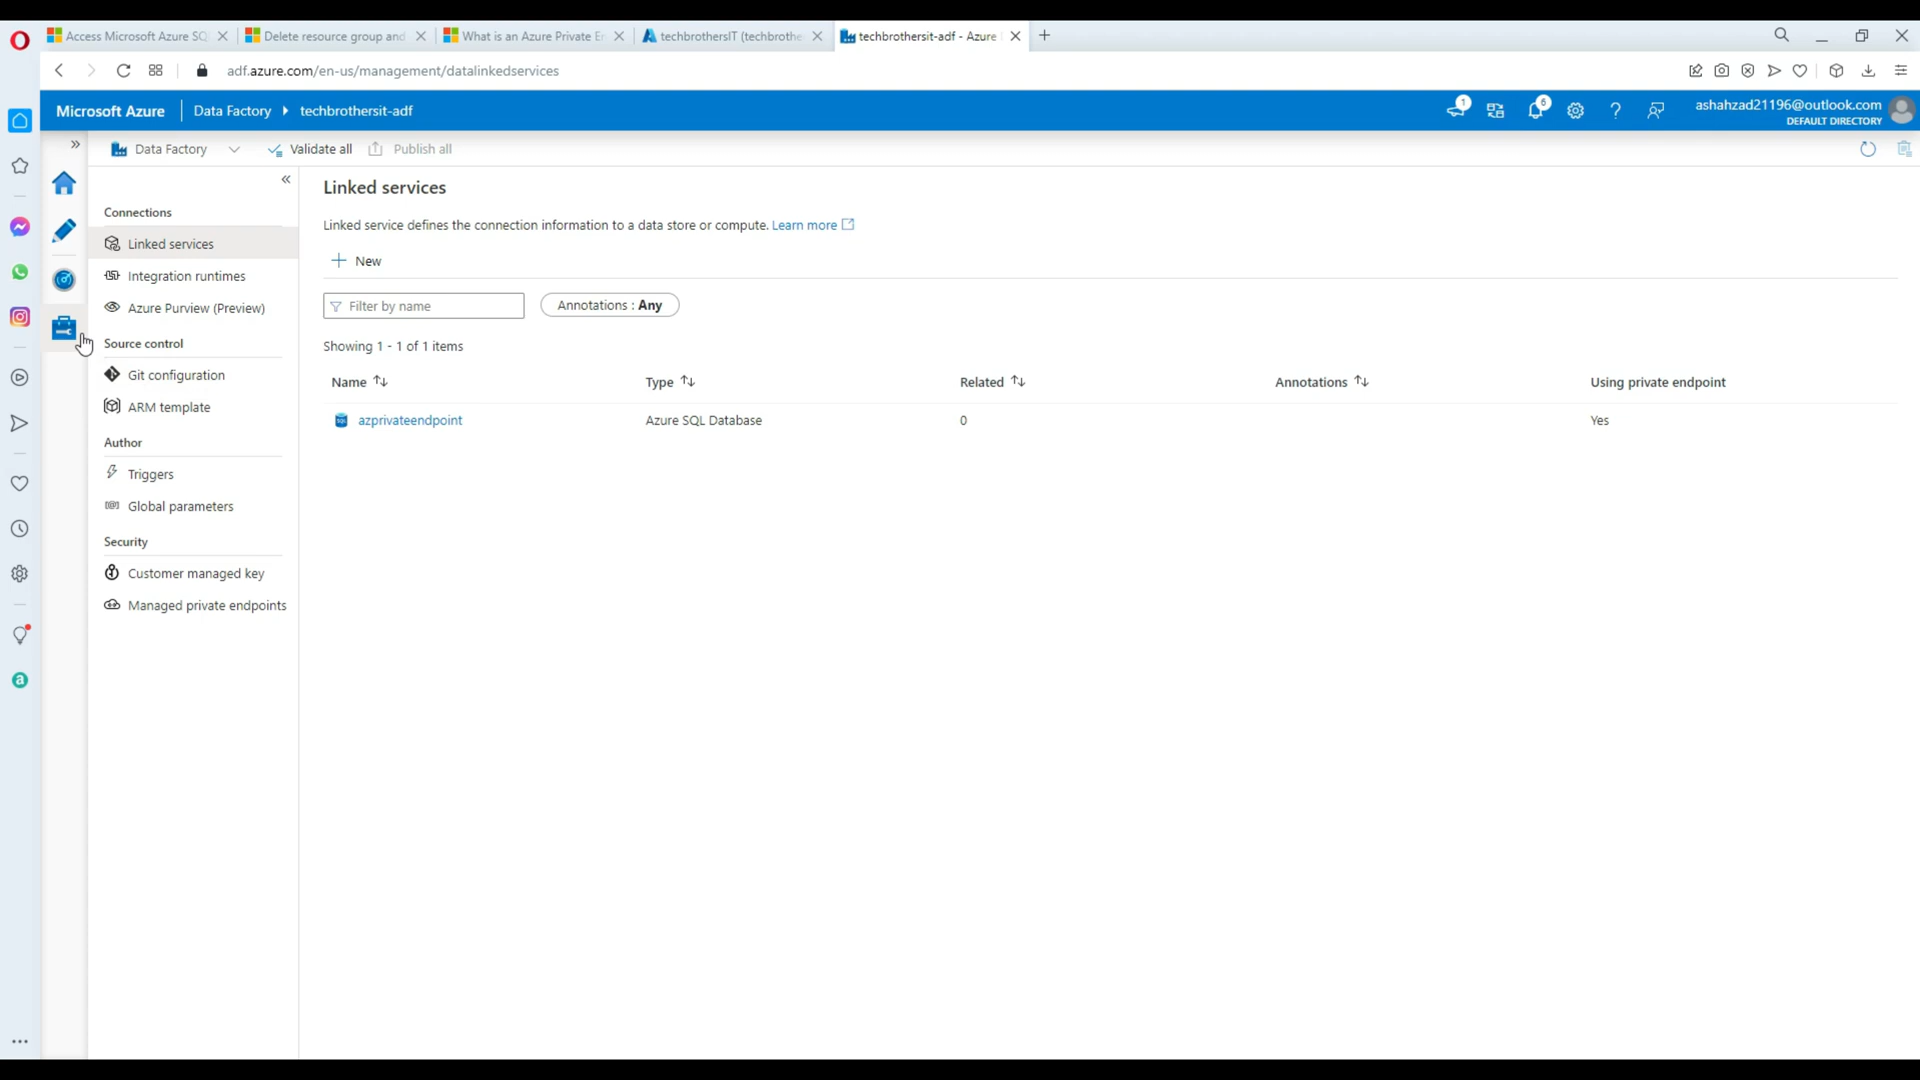 Access Microsoft Azure SQ
Delete resource group and
What is an Azure Private En
techbrothersIT (techbrothe
techbrothersit-adf - Azure
adf.azure.com/en-us/management/datalinkedservices
Microsoft Azure
Data Factory
techbrothersit-adf
1
6
ashahzad21196@outlook.com
DEFAULT DIRECTORY
Data Factory
Validate all
Publish all
Connections
Linked services
Integration runtimes
Azure Purview (Preview)
Source control
Git configuration
ARM template
Author
Triggers
Global parameters
Security
Customer managed key
Managed private endpoints
Linked services
Linked service defines the connection information to a data store or compute. Learn more
New
Filter by name
Annotations : Any
Showing 1 - 1 of 1 items
Name Type Related Annotations Using private endpoint
azprivateendpoint Azure SQL Database 0 Yes